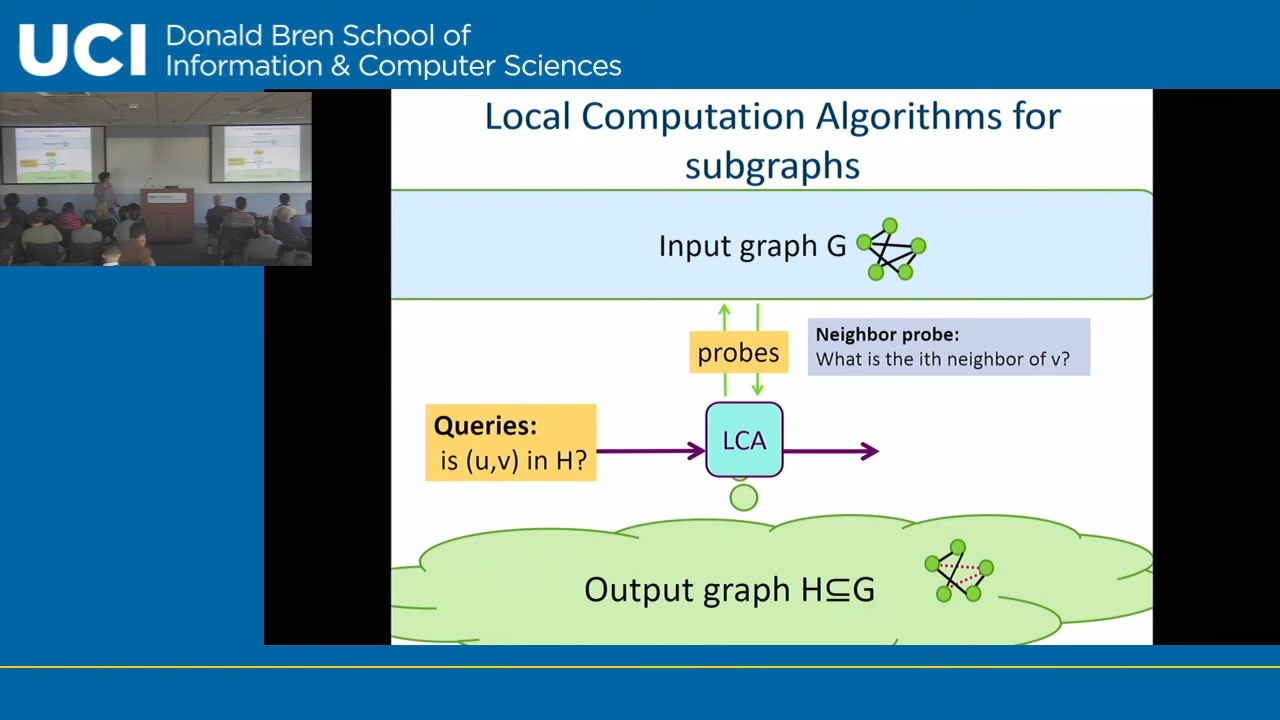 UCI
Donald Bren School of
Information & Computer Sciences
Local Computation Algorithms for
subgraphs
Input graph G
probes
Neighbor probe:
What is the ith neighbor of v?
Queries:
is (u,v) in H?
LCA
Output graph H⊆G